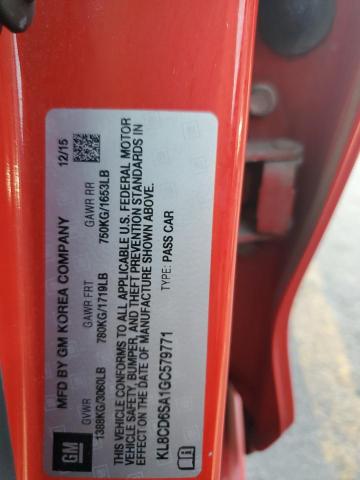 GM
MFD BY GM KOREA COMPANY 12/15
GVWR GAWR FRT GAWR RR
1388KG/3060LB 780KG/1719LB 750KG/1653LB
THIS VEHICLE CONFORMS TO ALL APPLICABLE U.S. FEDERAL MOTOR
VEHICLE SAFETY, BUMPER, AND THEFT PREVENTION STANDARDS IN
EFFECT ON THE DATE OF MANUFACTURE SHOWN ABOVE.
KL8CD6SA1GC579771 TYPE: PASS CAR